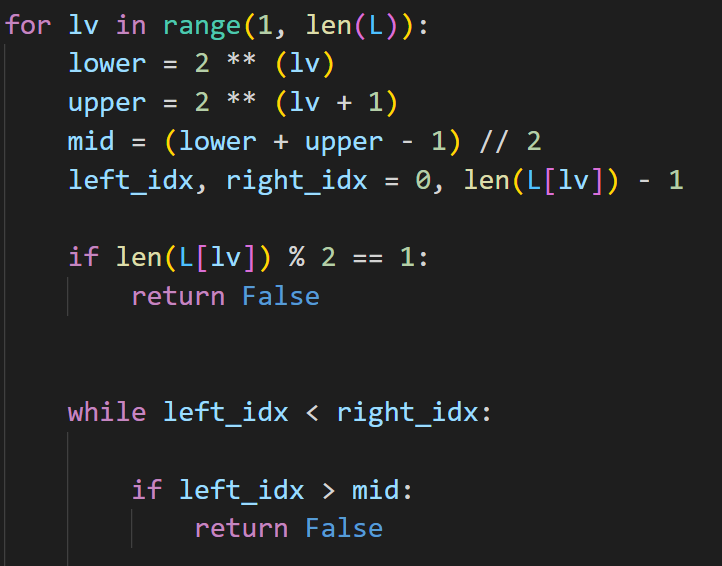 for lv in range(1, len(L)):
    lower = 2 ** (lv)
    upper = 2 ** (lv + 1)
    mid = (lower + upper - 1) // 2
    left_idx, right_idx = 0, len(L[lv]) - 1
    if len(L[lv]) % 2 == 1:
        return False
    while left_idx < right_idx:
        if left_idx > mid:
            return False